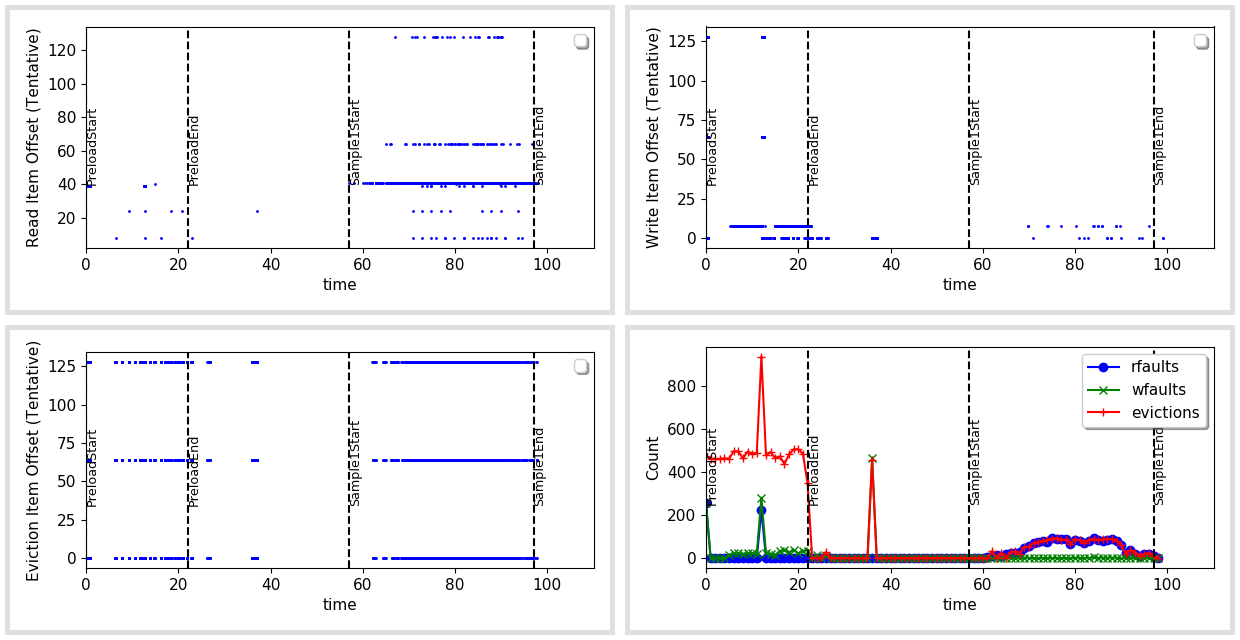 Read Item Offset (Tentative)
120
100
80
60
40
20
PreloadStart
PreloadEnd
Sample1Start
Sample1End
0 20 40 60 80 100
time
Write Item Offset (Tentative)
125
100
75
50
25
0
PreloadStart
PreloadEnd
Sample1Start
Sample1End
0 20 40 60 80 100
time
Eviction Item Offset (Tentative)
125
100
75
50
25
0
PreloadStart
PreloadEnd
Sample1Start
Sample1End
0 20 40 60 80 100
time
Count
800
600
400
200
0
rfaults
wfaults
evictions
PreloadStart
PreloadEnd
Sample1Start
Sample1End
0 20 40 60 80 100
time